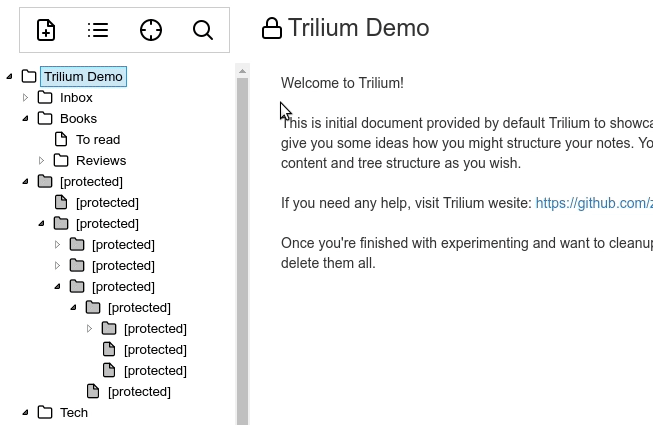 Trilium Demo
Trilium Demo
Inbox
Books
To read
Reviews
[protected]
[protected]
[protected]
[protected]
[protected]
[protected]
[protected]
[protected]
[protected]
[protected]
[protected]
Tech
Welcome to Trilium!
This is initial document provided by default Trilium to showca
give you some ideas how you might structure your notes. Yo
content and tree structure as you wish.
If you need any help, visit Trilium wesite: https://github.com/z
Once you're finished with experimenting and want to cleanup
delete them all.